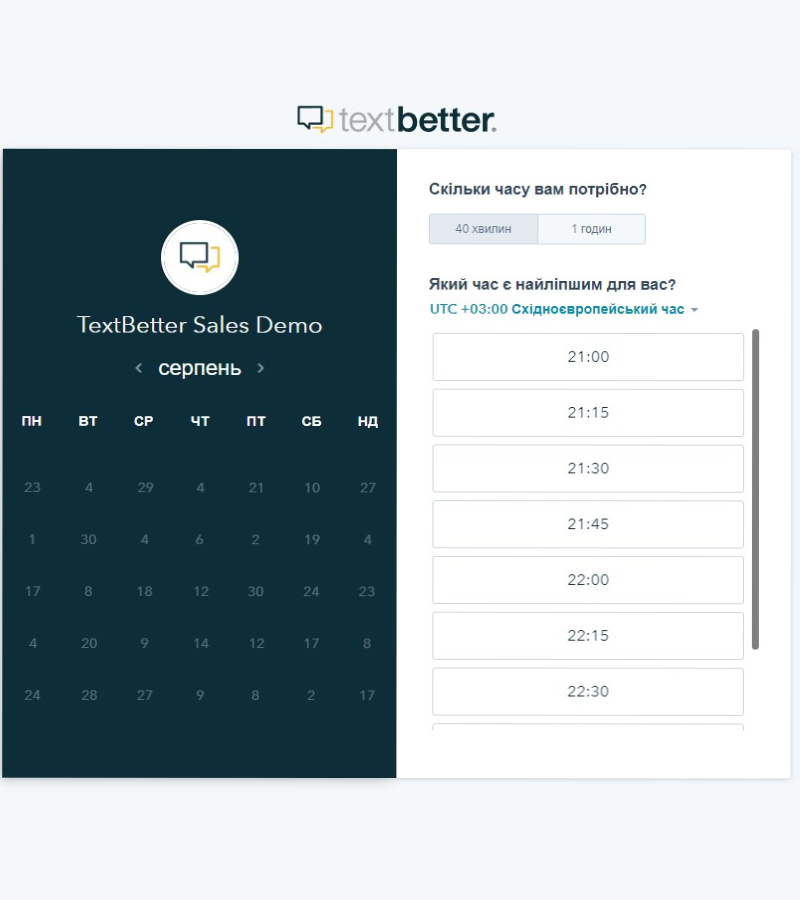 textbetter.
TextBetter Sales Demo
серпень
ПН ВТ СР ЧТ ПТ СБ НД
23 4 29 4 21 10 27
1 30 4 6 2 19 4
17 8 18 12 30 24 23
4 20 9 14 12 17 8
24 28 27 9 8 2 17
Скільки часу вам потрібно?
40 хвилин 1 годин
Який час є найліпшим для вас?
UTC +03:00 Східноєвропейський час
21:00
21:15
21:30
21:45
22:00
22:15
22:30